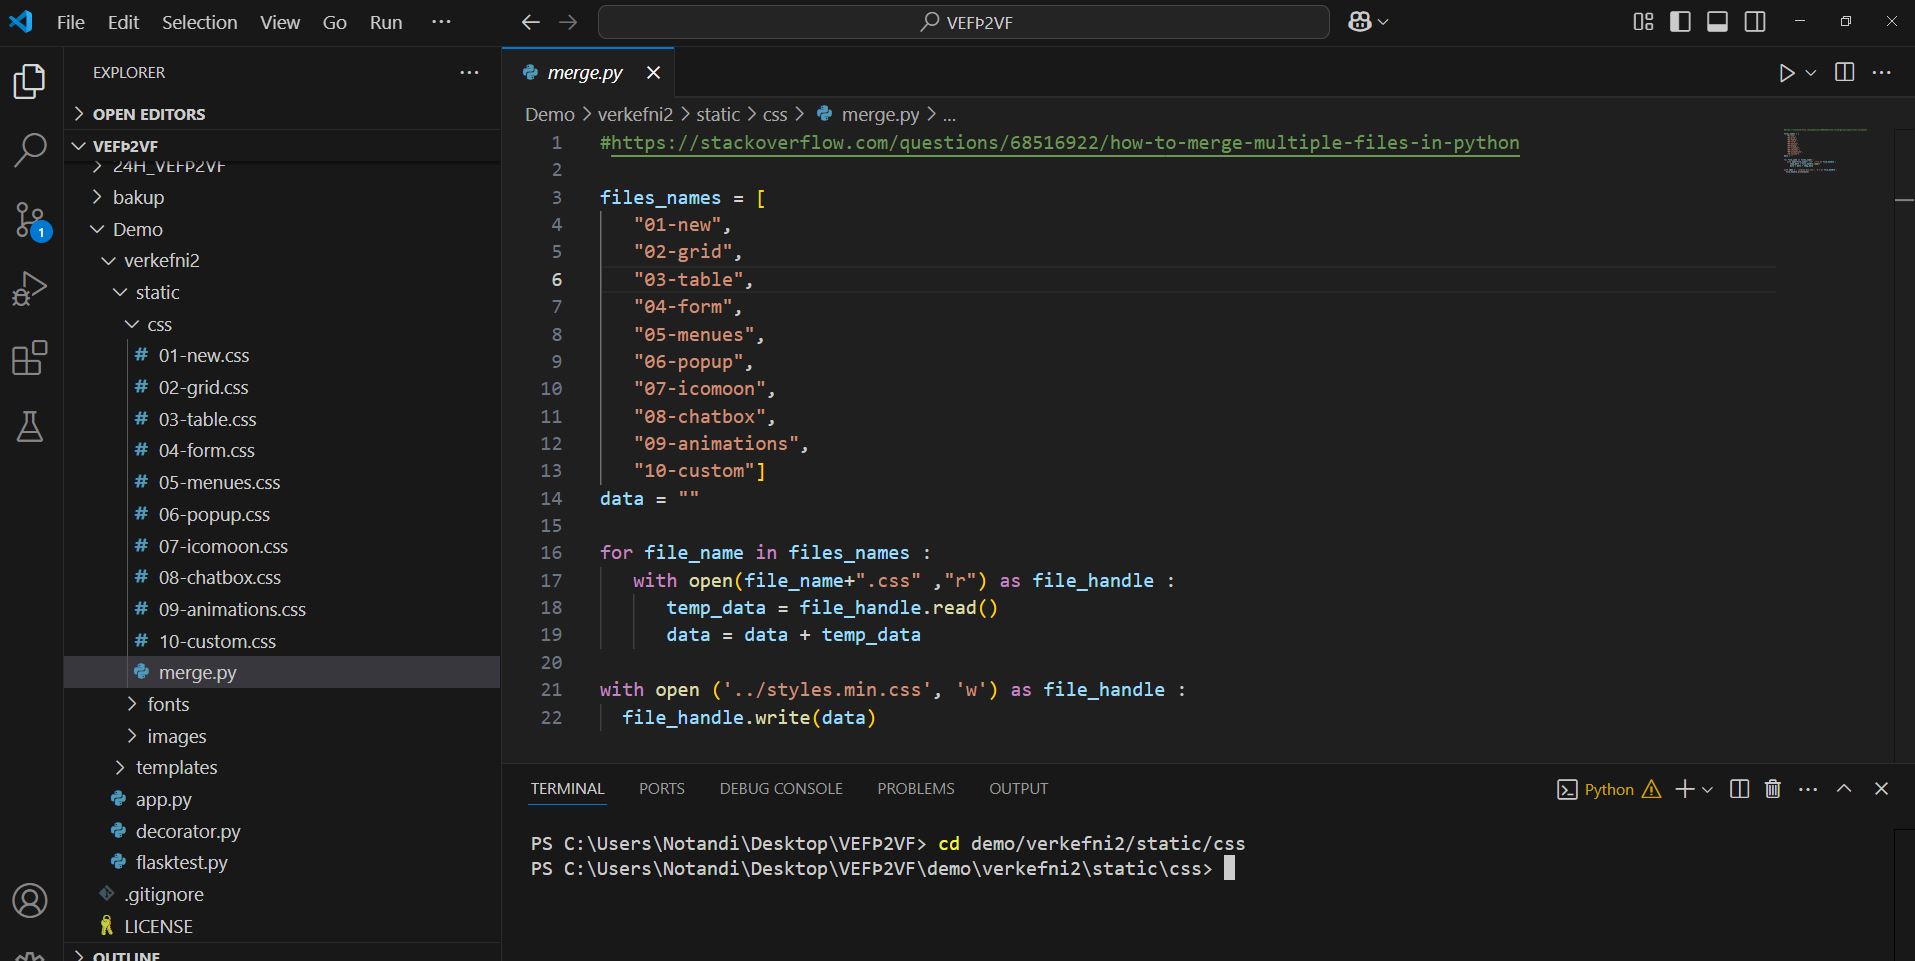 File Edit Selection View Go Run ···
VEFÞ2VF
EXPLORER
OPEN EDITORS
VEFÞ2VF
24H_VEFÞ2VF
bakup
Demo
verkefni2
static
css
# 01-new.css
# 02-grid.css
# 03-table.css
# 04-form.css
# 05-menues.css
# 06-popup.css
# 07-icomoon.css
# 08-chatbox.css
# 09-animations.css
# 10-custom.css
merge.py
fonts
images
templates
app.py
decorator.py
flasktest.py
.gitignore
LICENSE
OUTLINE
1
merge.py
Demo > verkefni2 > static > css > merge.py > ...
1 #https://stackoverflow.com/questions/68516922/how-to-merge-multiple-files-in-python
2
3 files_names = [
4 "01-new",
5 "02-grid",
6 "03-table",
7 "04-form",
8 "05-menues",
9 "06-popup",
10 "07-icomoon",
11 "08-chatbox",
12 "09-animations",
13 "10-custom"]
14 data = ""
15
16 for file_name in files_names :
17 with open(file_name+".css" ,"r") as file_handle :
18 temp_data = file_handle.read()
19 data = data + temp_data
20
21 with open ('../styles.min.css', 'w') as file_handle :
22 file_handle.write(data)
TERMINAL PORTS DEBUG CONSOLE PROBLEMS OUTPUT
Python
PS C:\Users\Notandi\Desktop\VEFÞ2VF> cd demo/verkefni2/static/css
PS C:\Users\Notandi\Desktop\VEFÞ2VF\demo\verkefni2\static\css>